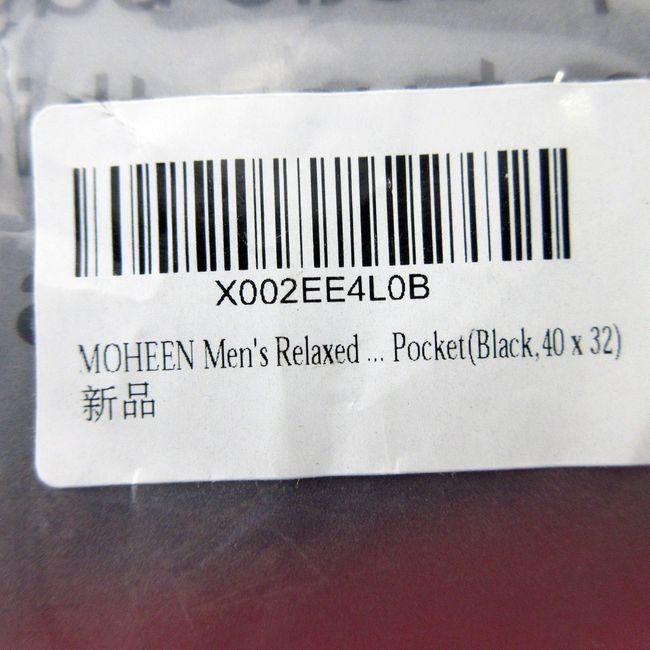 X002EE4L0B
MOHEEN Men's Relaxed ... Pocket(Black,40 x 32)
新品